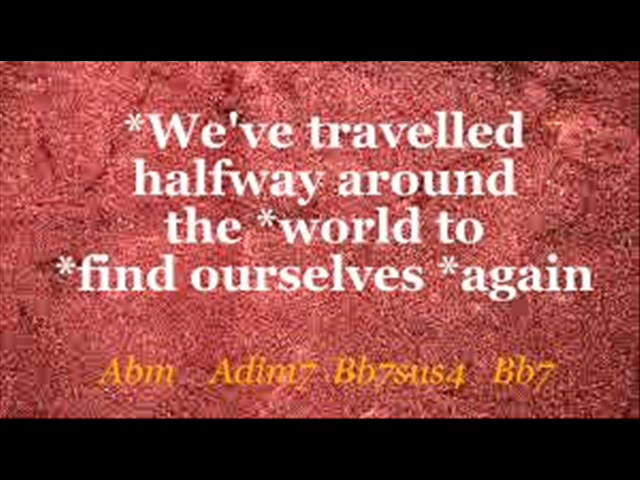 *We've travelled
halfway around
the *world to
*find ourselves *again
Abm Adim7 Bb7sus4 Bb7